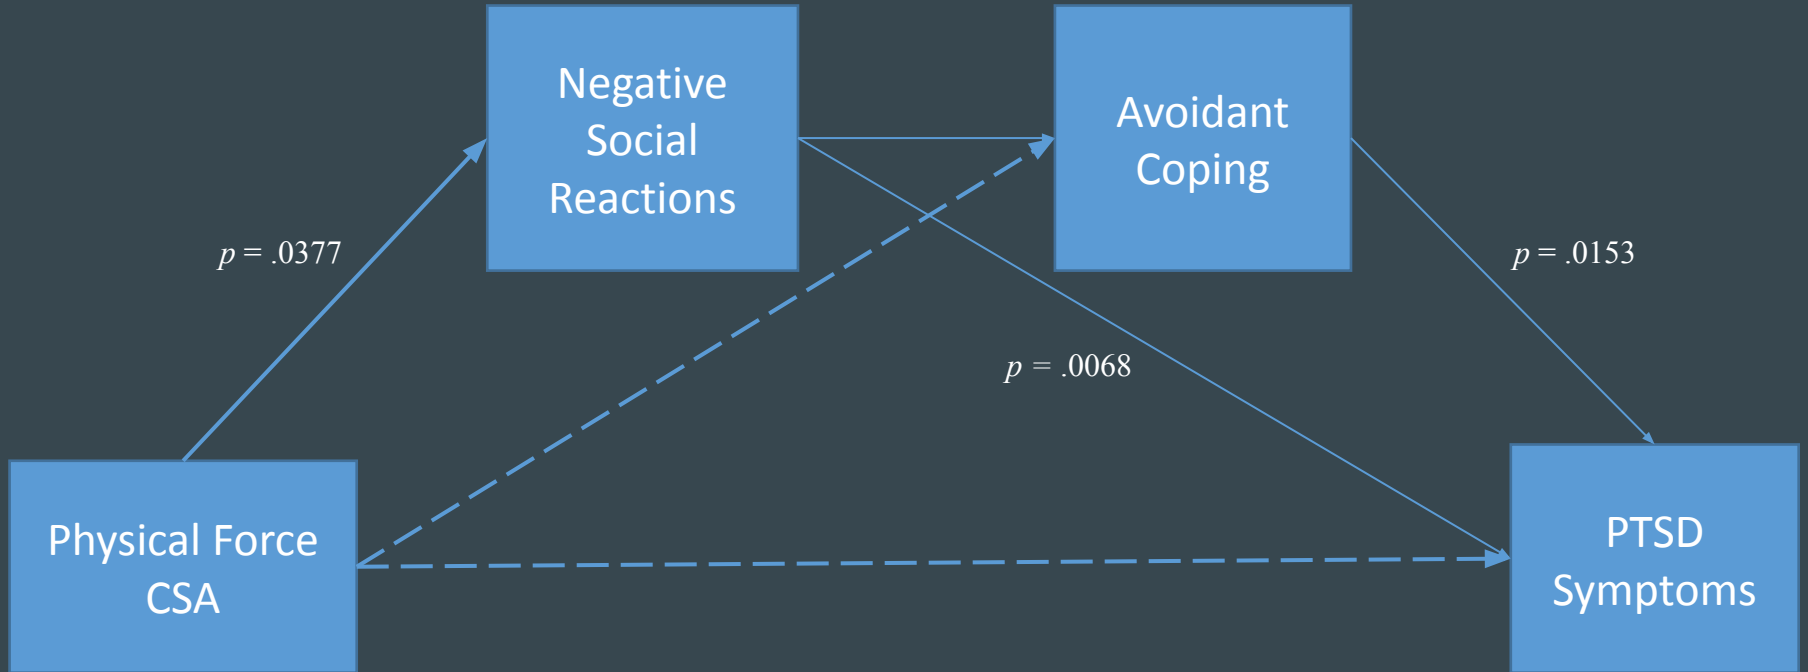 Negative
Social
Reactions
Avoidant
Coping
p = .0377
p = .0153
p = .0068
Physical Force
CSA
PTSD
Symptoms